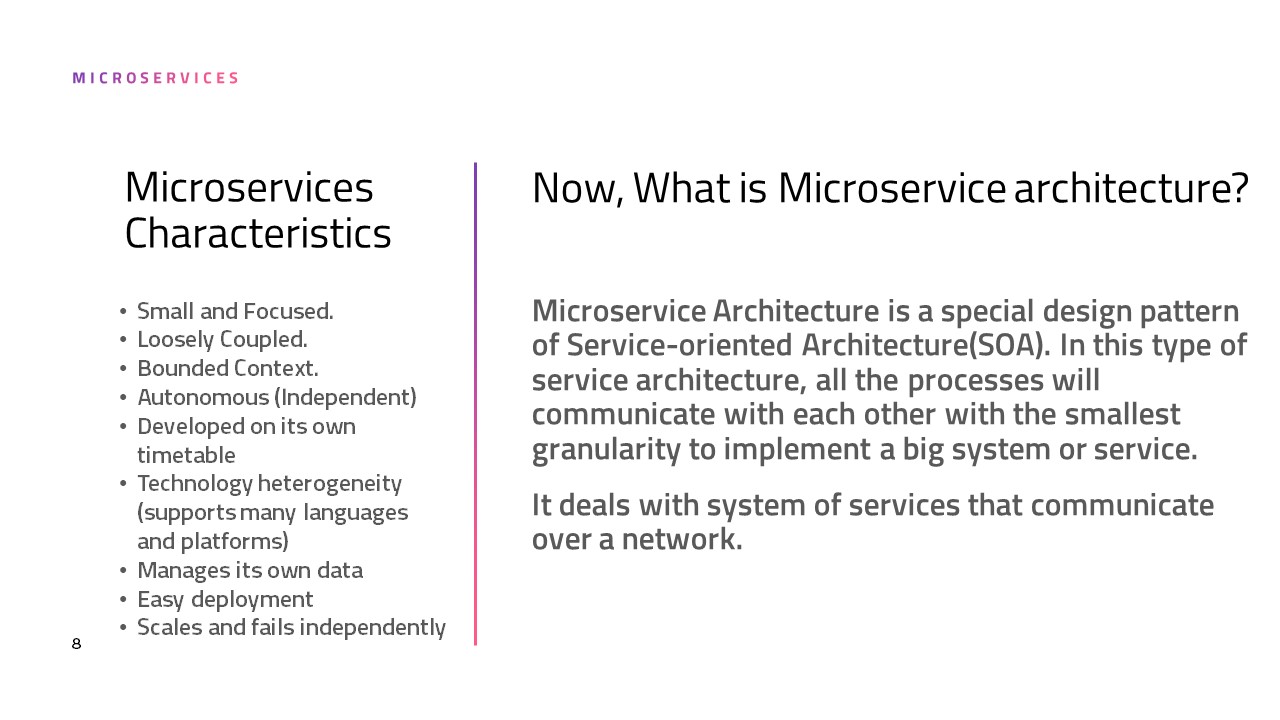 MICROSERVICES
Microservices
Characteristics
• Small and Focused.
• Loosely Coupled.
• Bounded Context.
• Autonomous (Independent)
• Developed on its own
timetable
• Technology heterogeneity
(supports many languages
and platforms)
• Manages its own data
• Easy deployment
• Scales and fails independently
Now, What is Microservice architecture?
Microservice Architecture is a special design pattern
of Service-oriented Architecture(SOA). In this type of
service architecture, all the processes will
communicate with each other with the smallest
granularity to implement a big system or service.
It deals with system of services that communicate
over a network.
8